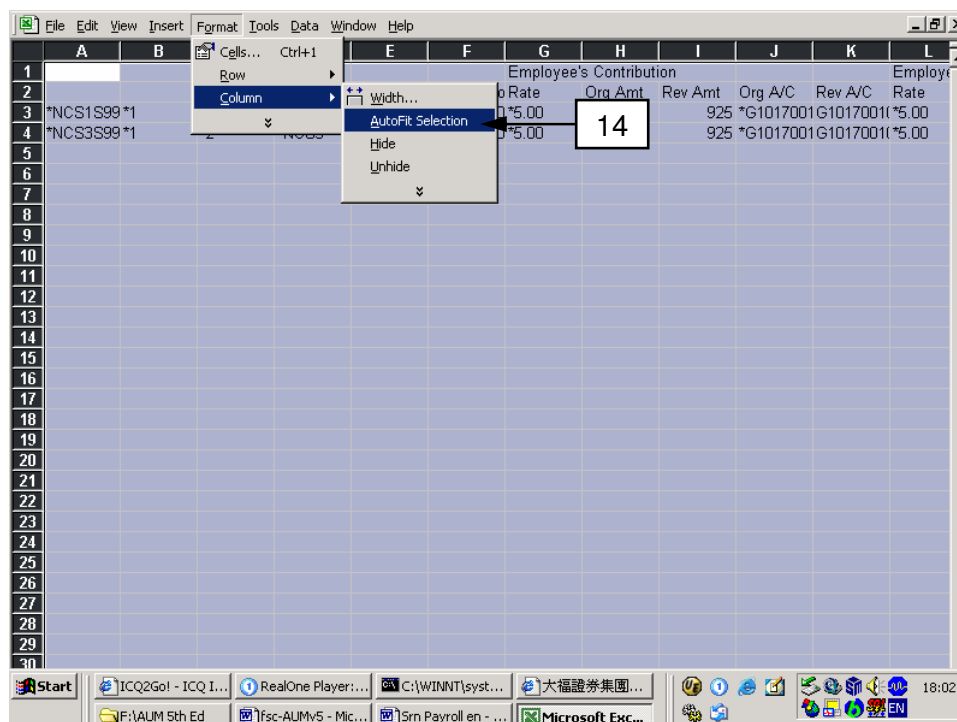 File Edit View Insert Format Tools Data Window Help
A B E F G H I J K L
Cells... Ctrl+1
Row
Column
Width...
AutoFit Selection
Hide
Unhide
14
1 Employee's Contribution Employe
2 Rate Org Amt Rev Amt Org A/C Rev A/C Rate
3 *NCS1S99 *1 *5.00 925 *G1017001 G1017001( *5.00
4 *NCS3S99 *1 2 NCS3 *5.00 925 *G1017001 G1017001( *5.00
5
6
7
8
9
10
11
12
13
14
15
16
17
18
19
20
21
22
23
24
25
26
27
28
29
30
Start ICQ2Go! - ICQ I... RealOne Player:... C:\WINNT\syst... 大福證券集團... 18:02
F:\AUM 5th Ed fsc-AUMv5 - Mic... Srn Payroll en - ... Microsoft Exc... EN